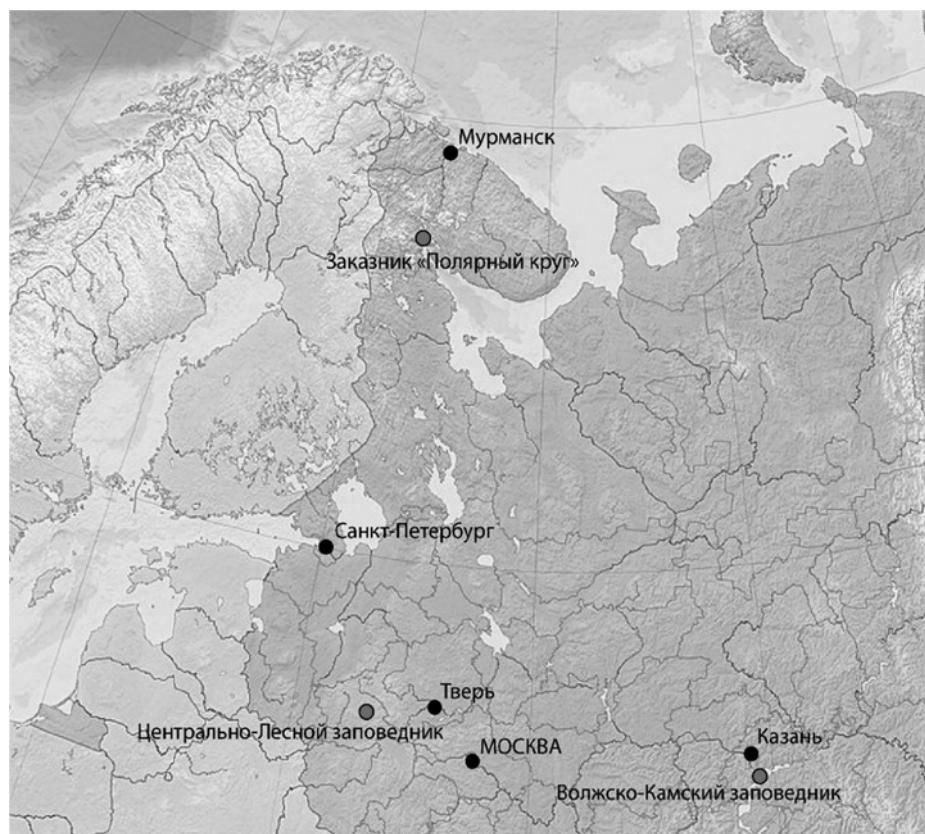 Мурманск
Заказник «Полярный круг»
Санкт-Петербург
Тверь
Центрально-Лесной заповедник
МОСКВА
Казань
Волжско-Камский заповедник